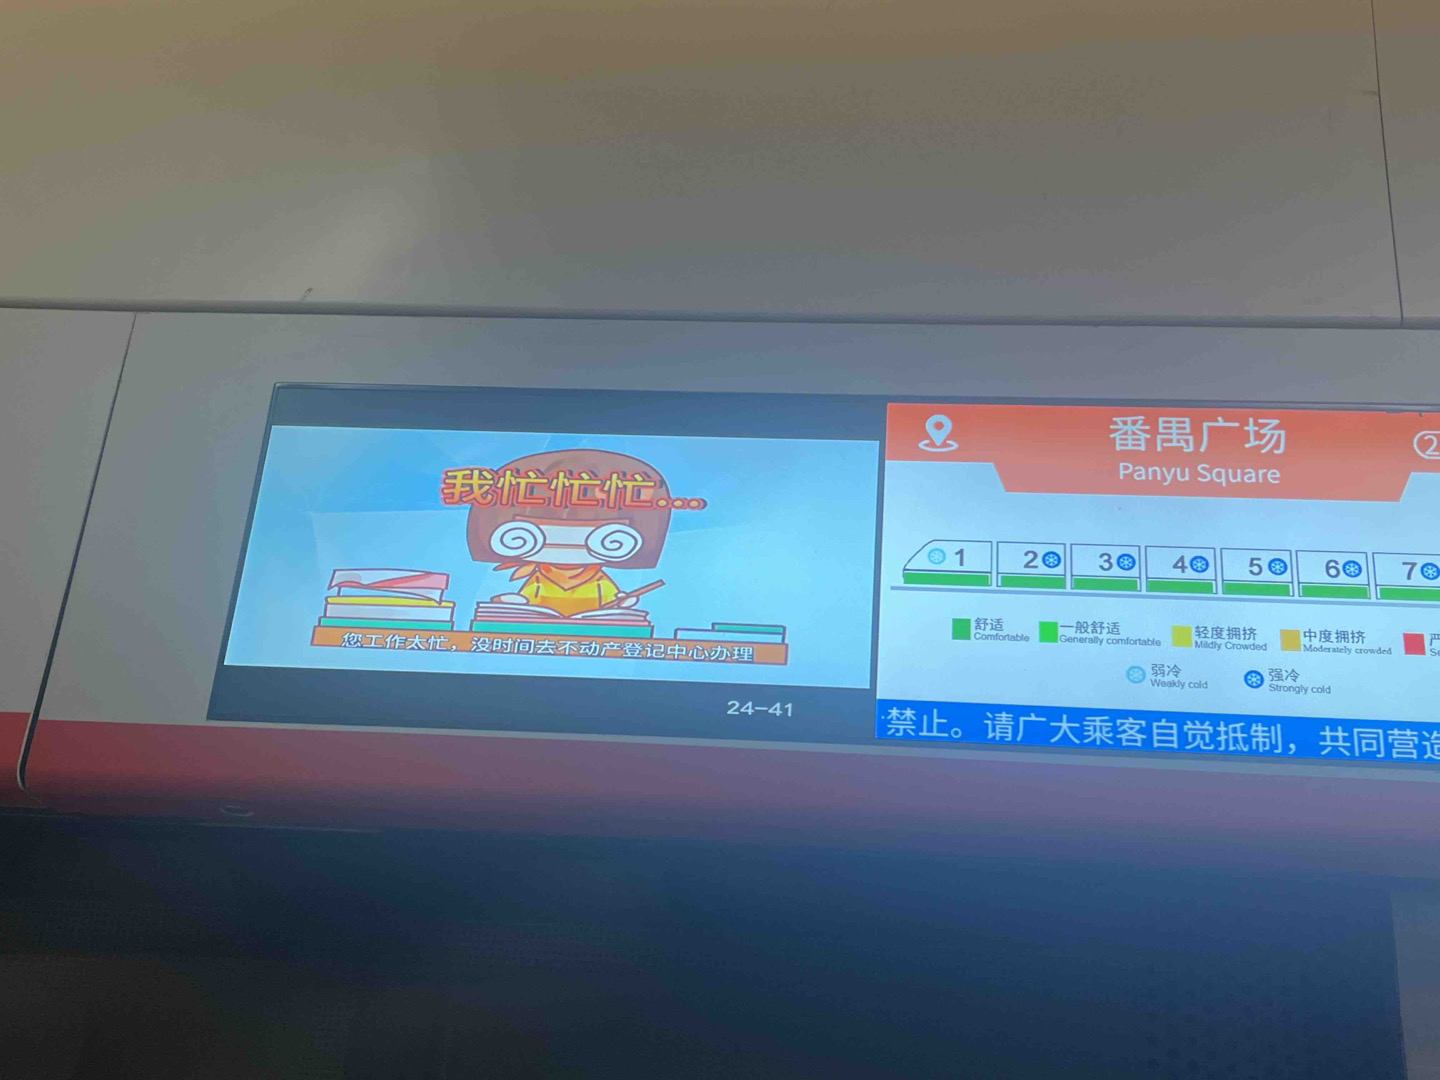 我忙忙忙...
您工作太忙，没时间去不动产登记中心办理
24-41
番禺广场
Panyu Square
2
1
2
3
4
5
6
7
舒适
Comfortable
一般舒适
Generally comfortable
轻度拥挤
Mildly Crowded
中度拥挤
Moderately crowded
弱冷
Weakly cold
强冷
Strongly cold
禁止。请广大乘客自觉抵制，共同营造